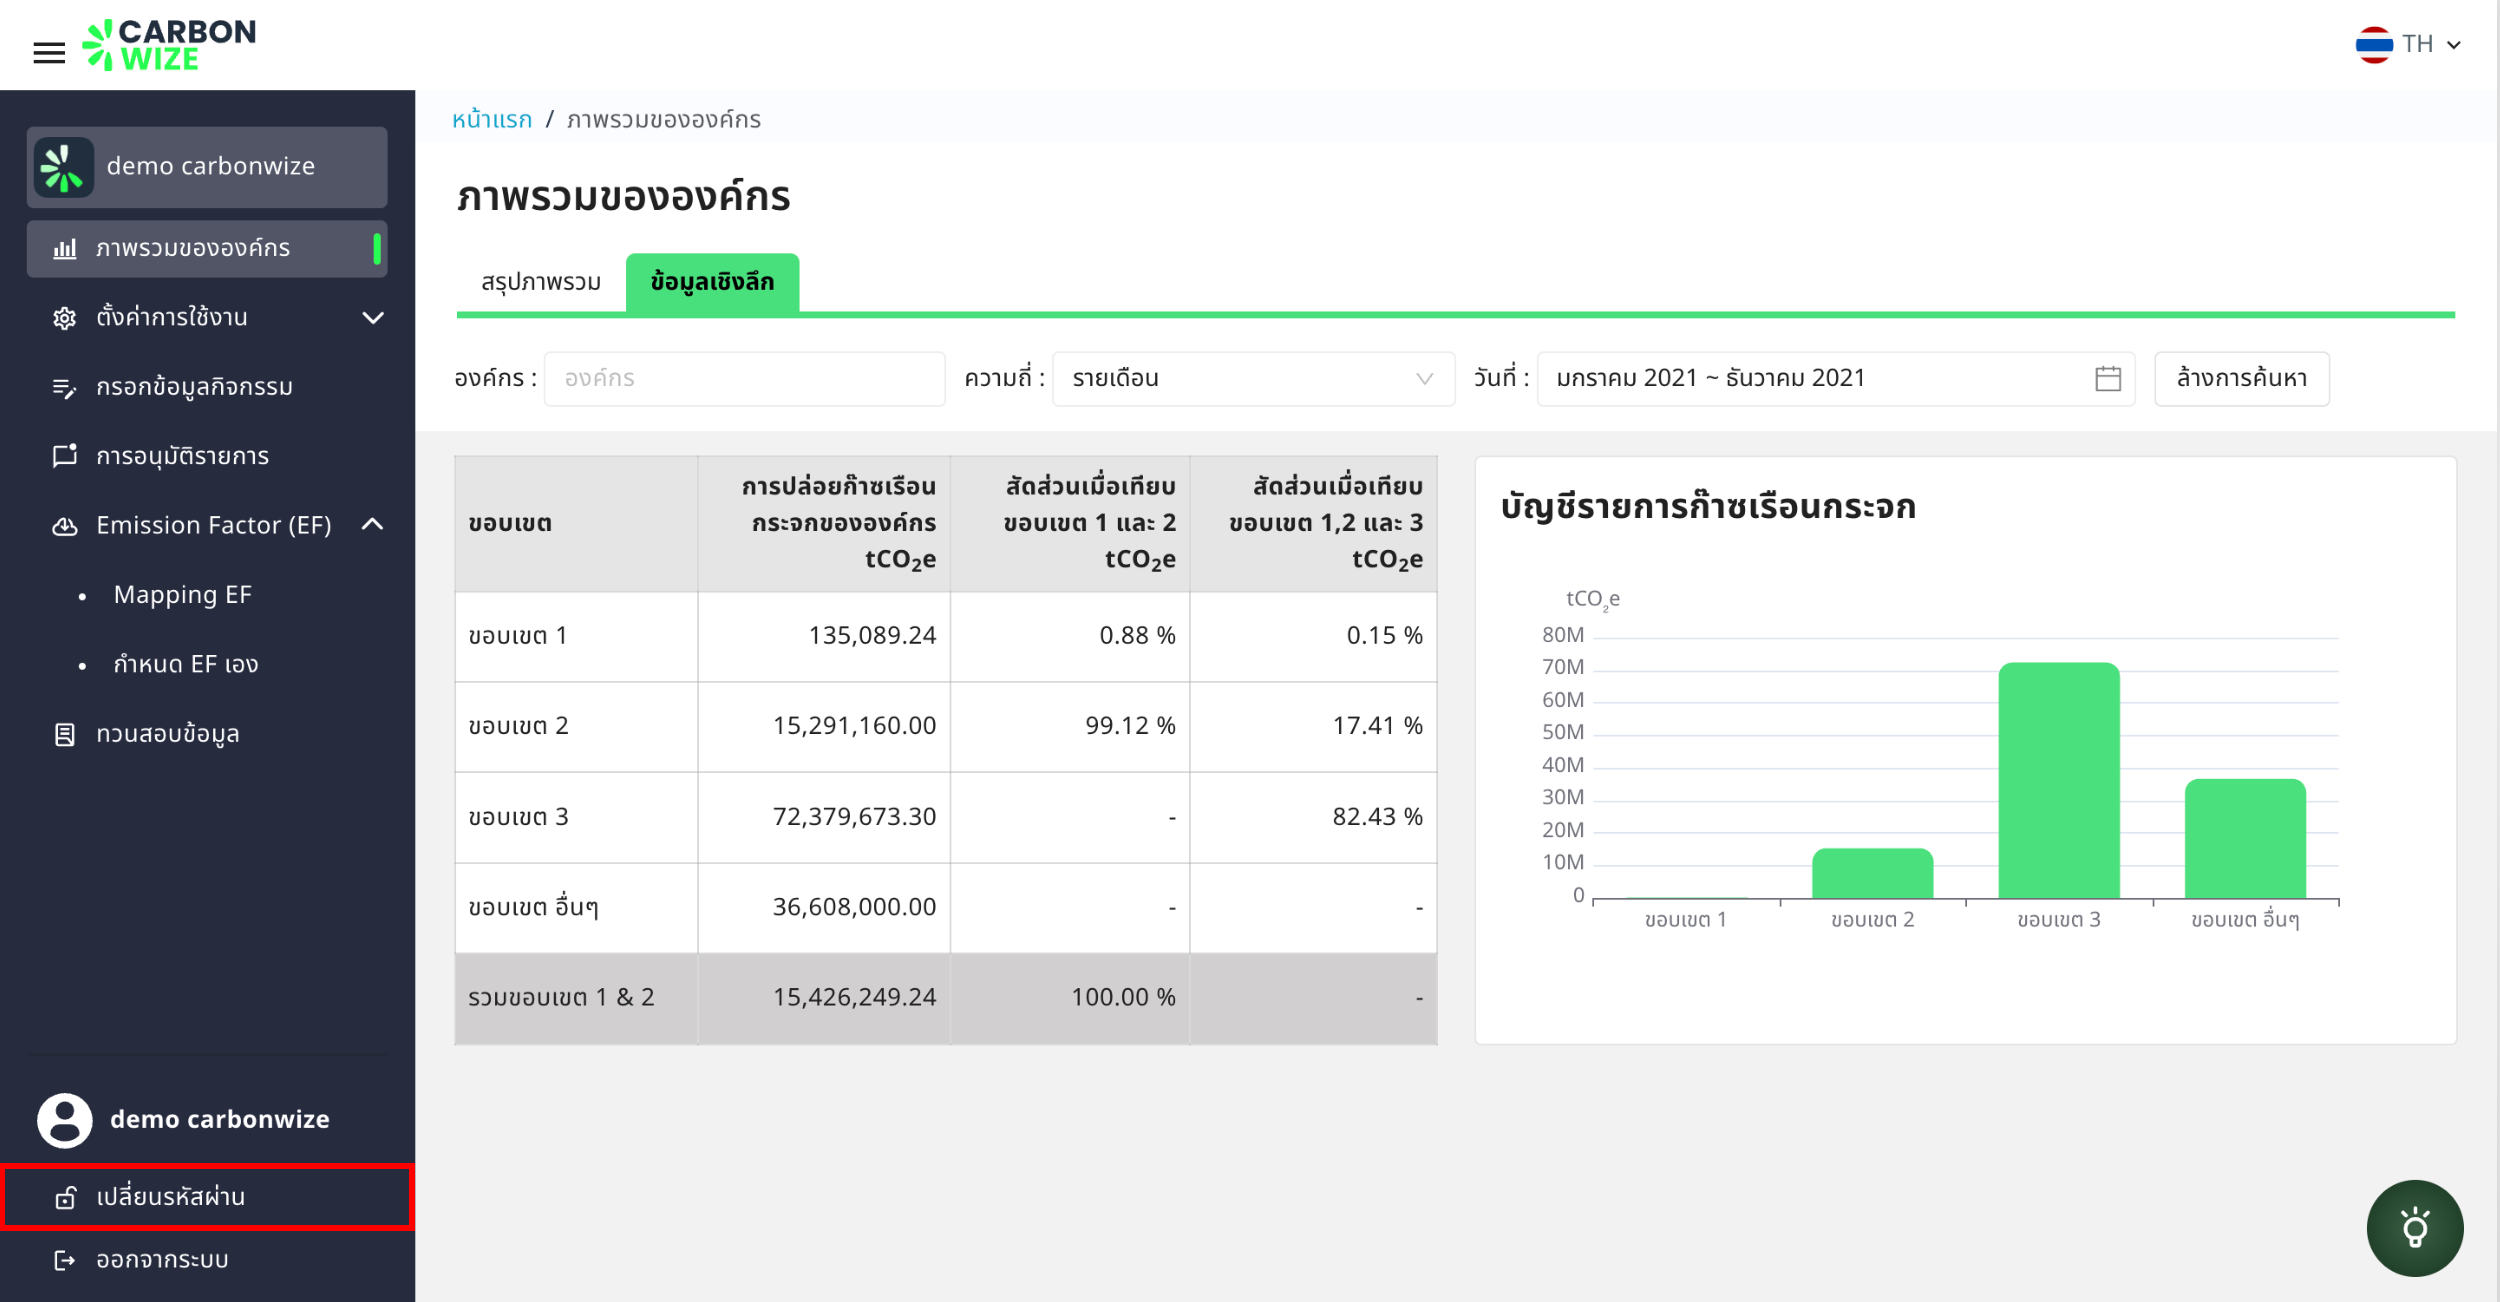 CARBON
WIZE
TH
demo carbonwize
ภาพรวมขององค์กร
ตั้งค่าการใช้งาน
กรอกข้อมูลกิจกรรม
การอนุมัติรายการ
Emission Factor (EF)
• Mapping EF
• กำหนด EF เอง
ทวนสอบข้อมูล
demo carbonwize
เปลี่ยนรหัสผ่าน
ออกจากระบบ
หน้าแรก / ภาพรวมขององค์กร
ภาพรวมขององค์กร
สรุปภาพรวม ข้อมูลเชิงลึก
องค์กร : องค์กร ความถี่ : รายเดือน วันที่ : มกราคม 2021 ~ ธันวาคม 2021 ล้างการค้นหา
ขอบเขต
การปล่อยก๊าซเรือน
กระจกขององค์กร
tCO₂e
สัดส่วนเมื่อเทียบ
ขอบเขต 1 และ 2
tCO₂e
สัดส่วนเมื่อเทียบ
ขอบเขต 1,2 และ 3
tCO₂e
ขอบเขต 1 135,089.24 0.88 % 0.15 %
ขอบเขต 2 15,291,160.00 99.12 % 17.41 %
ขอบเขต 3 72,379,673.30 - 82.43 %
ขอบเขต อื่นๆ 36,608,000.00 - -
รวมขอบเขต 1 & 2 15,426,249.24 100.00 % -
บัญชีรายการก๊าซเรือนกระจก
tCO₂e
80M
70M
60M
50M
40M
30M
20M
10M
0
ขอบเขต 1 ขอบเขต 2 ขอบเขต 3 ขอบเขต อื่นๆ